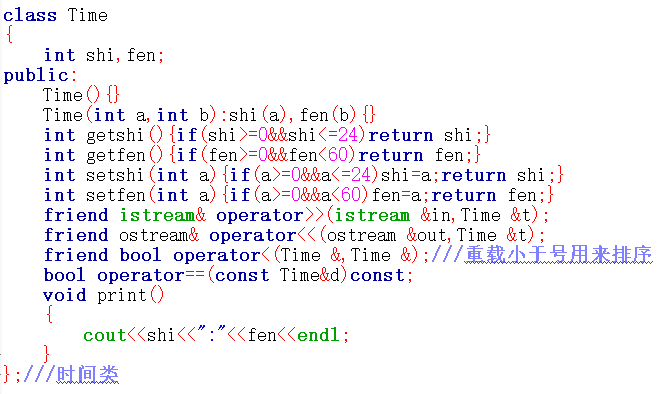 class Time
{
    int shi,fen;
public:
    Time(){}
    Time(int a,int b):shi(a),fen(b){}
    int getshi(){if(shi>=0&&shi<=24)return shi;}
    int getfen(){if(fen>=0&&fen<60)return fen;}
    int setshi(int a){if(a>=0&&a<=24)shi=a;return shi;}
    int setfen(int a){if(a>=0&&a<60)fen=a;return fen;}
    friend istream& operator>>(istream &in,Time &t);
    friend ostream& operator<<(ostream &out,Time &t);
    friend bool operator<(Time &,Time &);///重载小于号用来排序
    bool operator==(const Time&d)const;
    void print()
    {
        cout<<shi<<":"<<fen<<endl;
    }
};///时间类